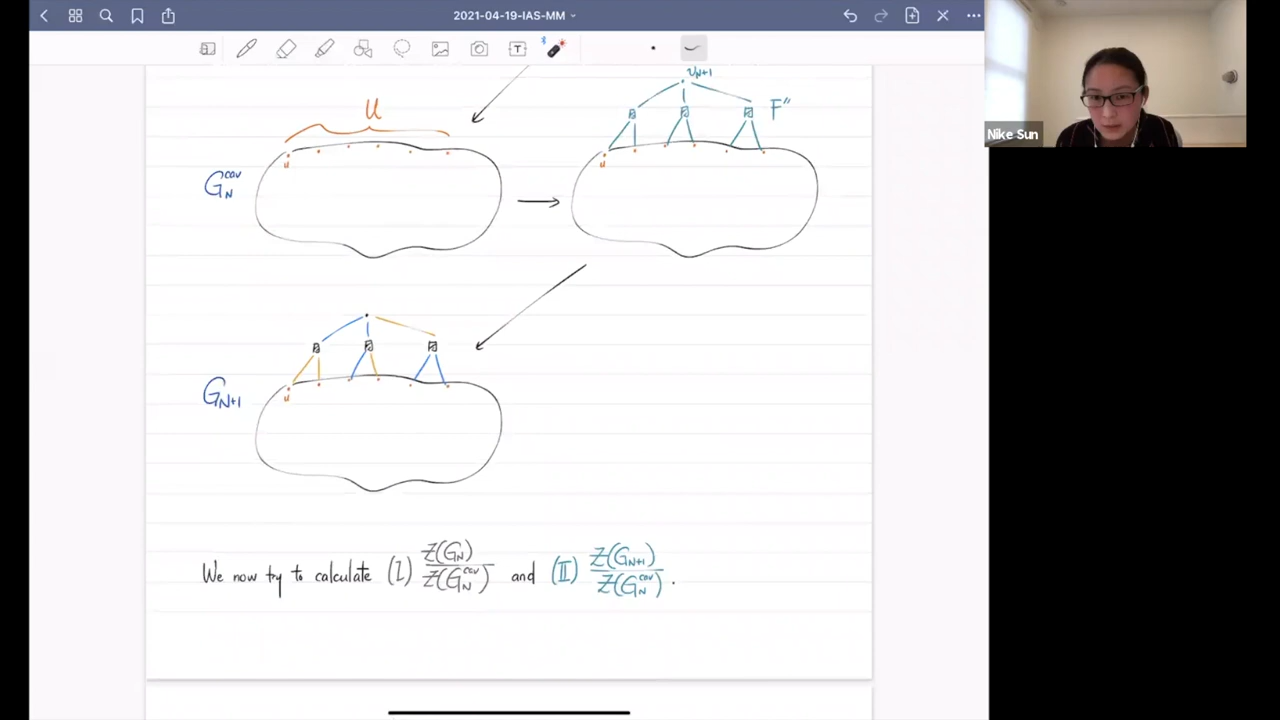 2021-04-19-IAS-MM
Nike Sun
U
v_{N+1}
F''
G_N^{cav}
u
u
G_{N+1}
u
We now try to calculate (I) Z(G_N)/Z(G_N^{cav}) and (II) Z(G_{N+1})/Z(G_N^{cav}).